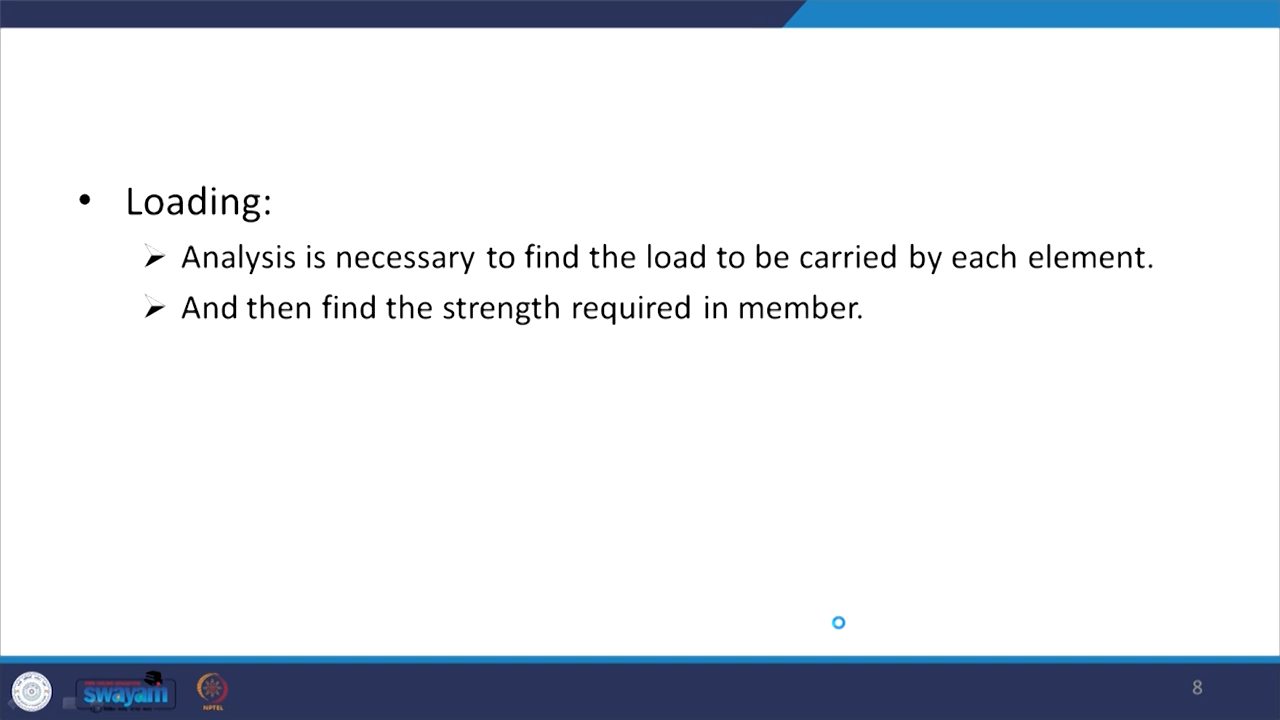 • Loading:
➢ Analysis is necessary to find the load to be carried by each element.
➢ And then find the strength required in member.
swayam
NPTEL
8